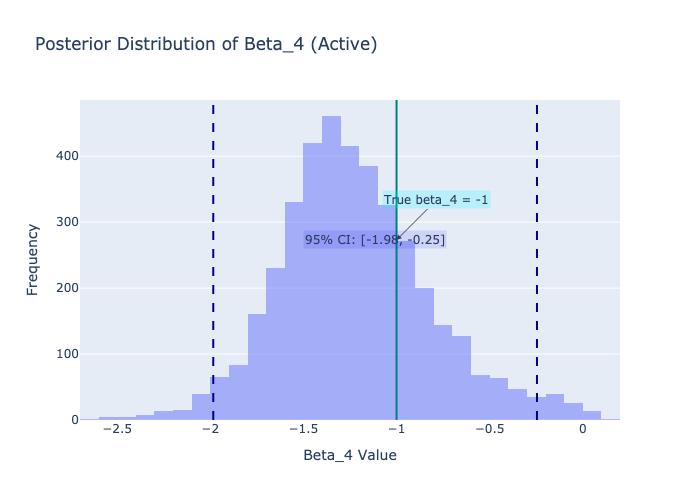 Posterior Distribution of Beta_4 (Active)
400
300
200
100
0
Frequency
True beta_4 = -1
95% CI: [-1.98, -0.25]
−2.5
−2
−1.5
−1
−0.5
0
Beta_4 Value